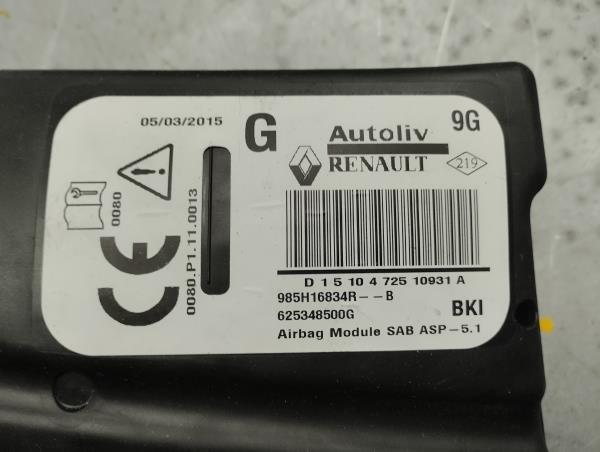 05/03/2015
G
Autoliv
9G
RENAULT
219
0080
0080.P1.11.0013
CE
D 1 5 10 4 725 10931 A
985H16834R--B
625348500G
BKI
Airbag Module SAB ASP-5.1